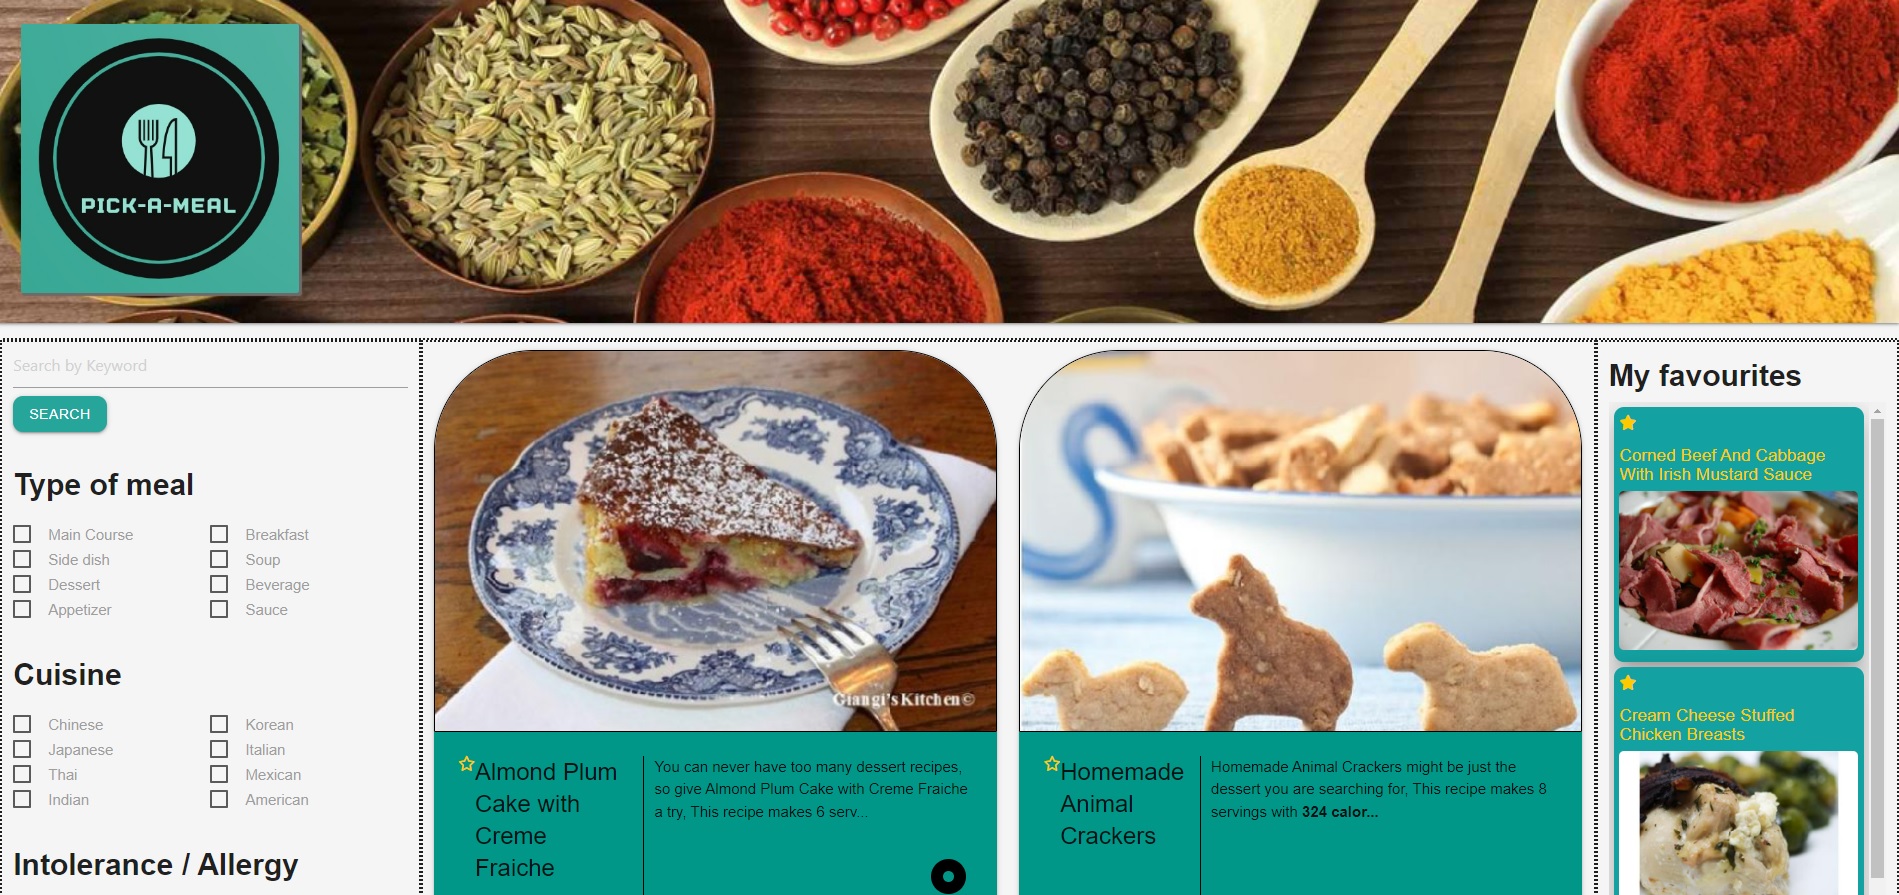 PICK-A-MEAL
Search by Keyword
SEARCH
Type of meal
Main Course
Breakfast
Side dish
Soup
Dessert
Beverage
Appetizer
Sauce
Cuisine
Chinese
Korean
Japanese
Italian
Thai
Mexican
Indian
American
Intolerance / Allergy
Giangi's Kitchen©
Almond Plum
Cake with
Creme
Fraiche
You can never have too many dessert recipes,
so give Almond Plum Cake with Creme Fraiche
a try, This recipe makes 6 serv...
Homemade
Animal
Crackers
Homemade Animal Crackers might be just the
dessert you are searching for, This recipe makes 8
servings with 324 calor...
My favourites
Corned Beef And Cabbage
With Irish Mustard Sauce
Cream Cheese Stuffed
Chicken Breasts